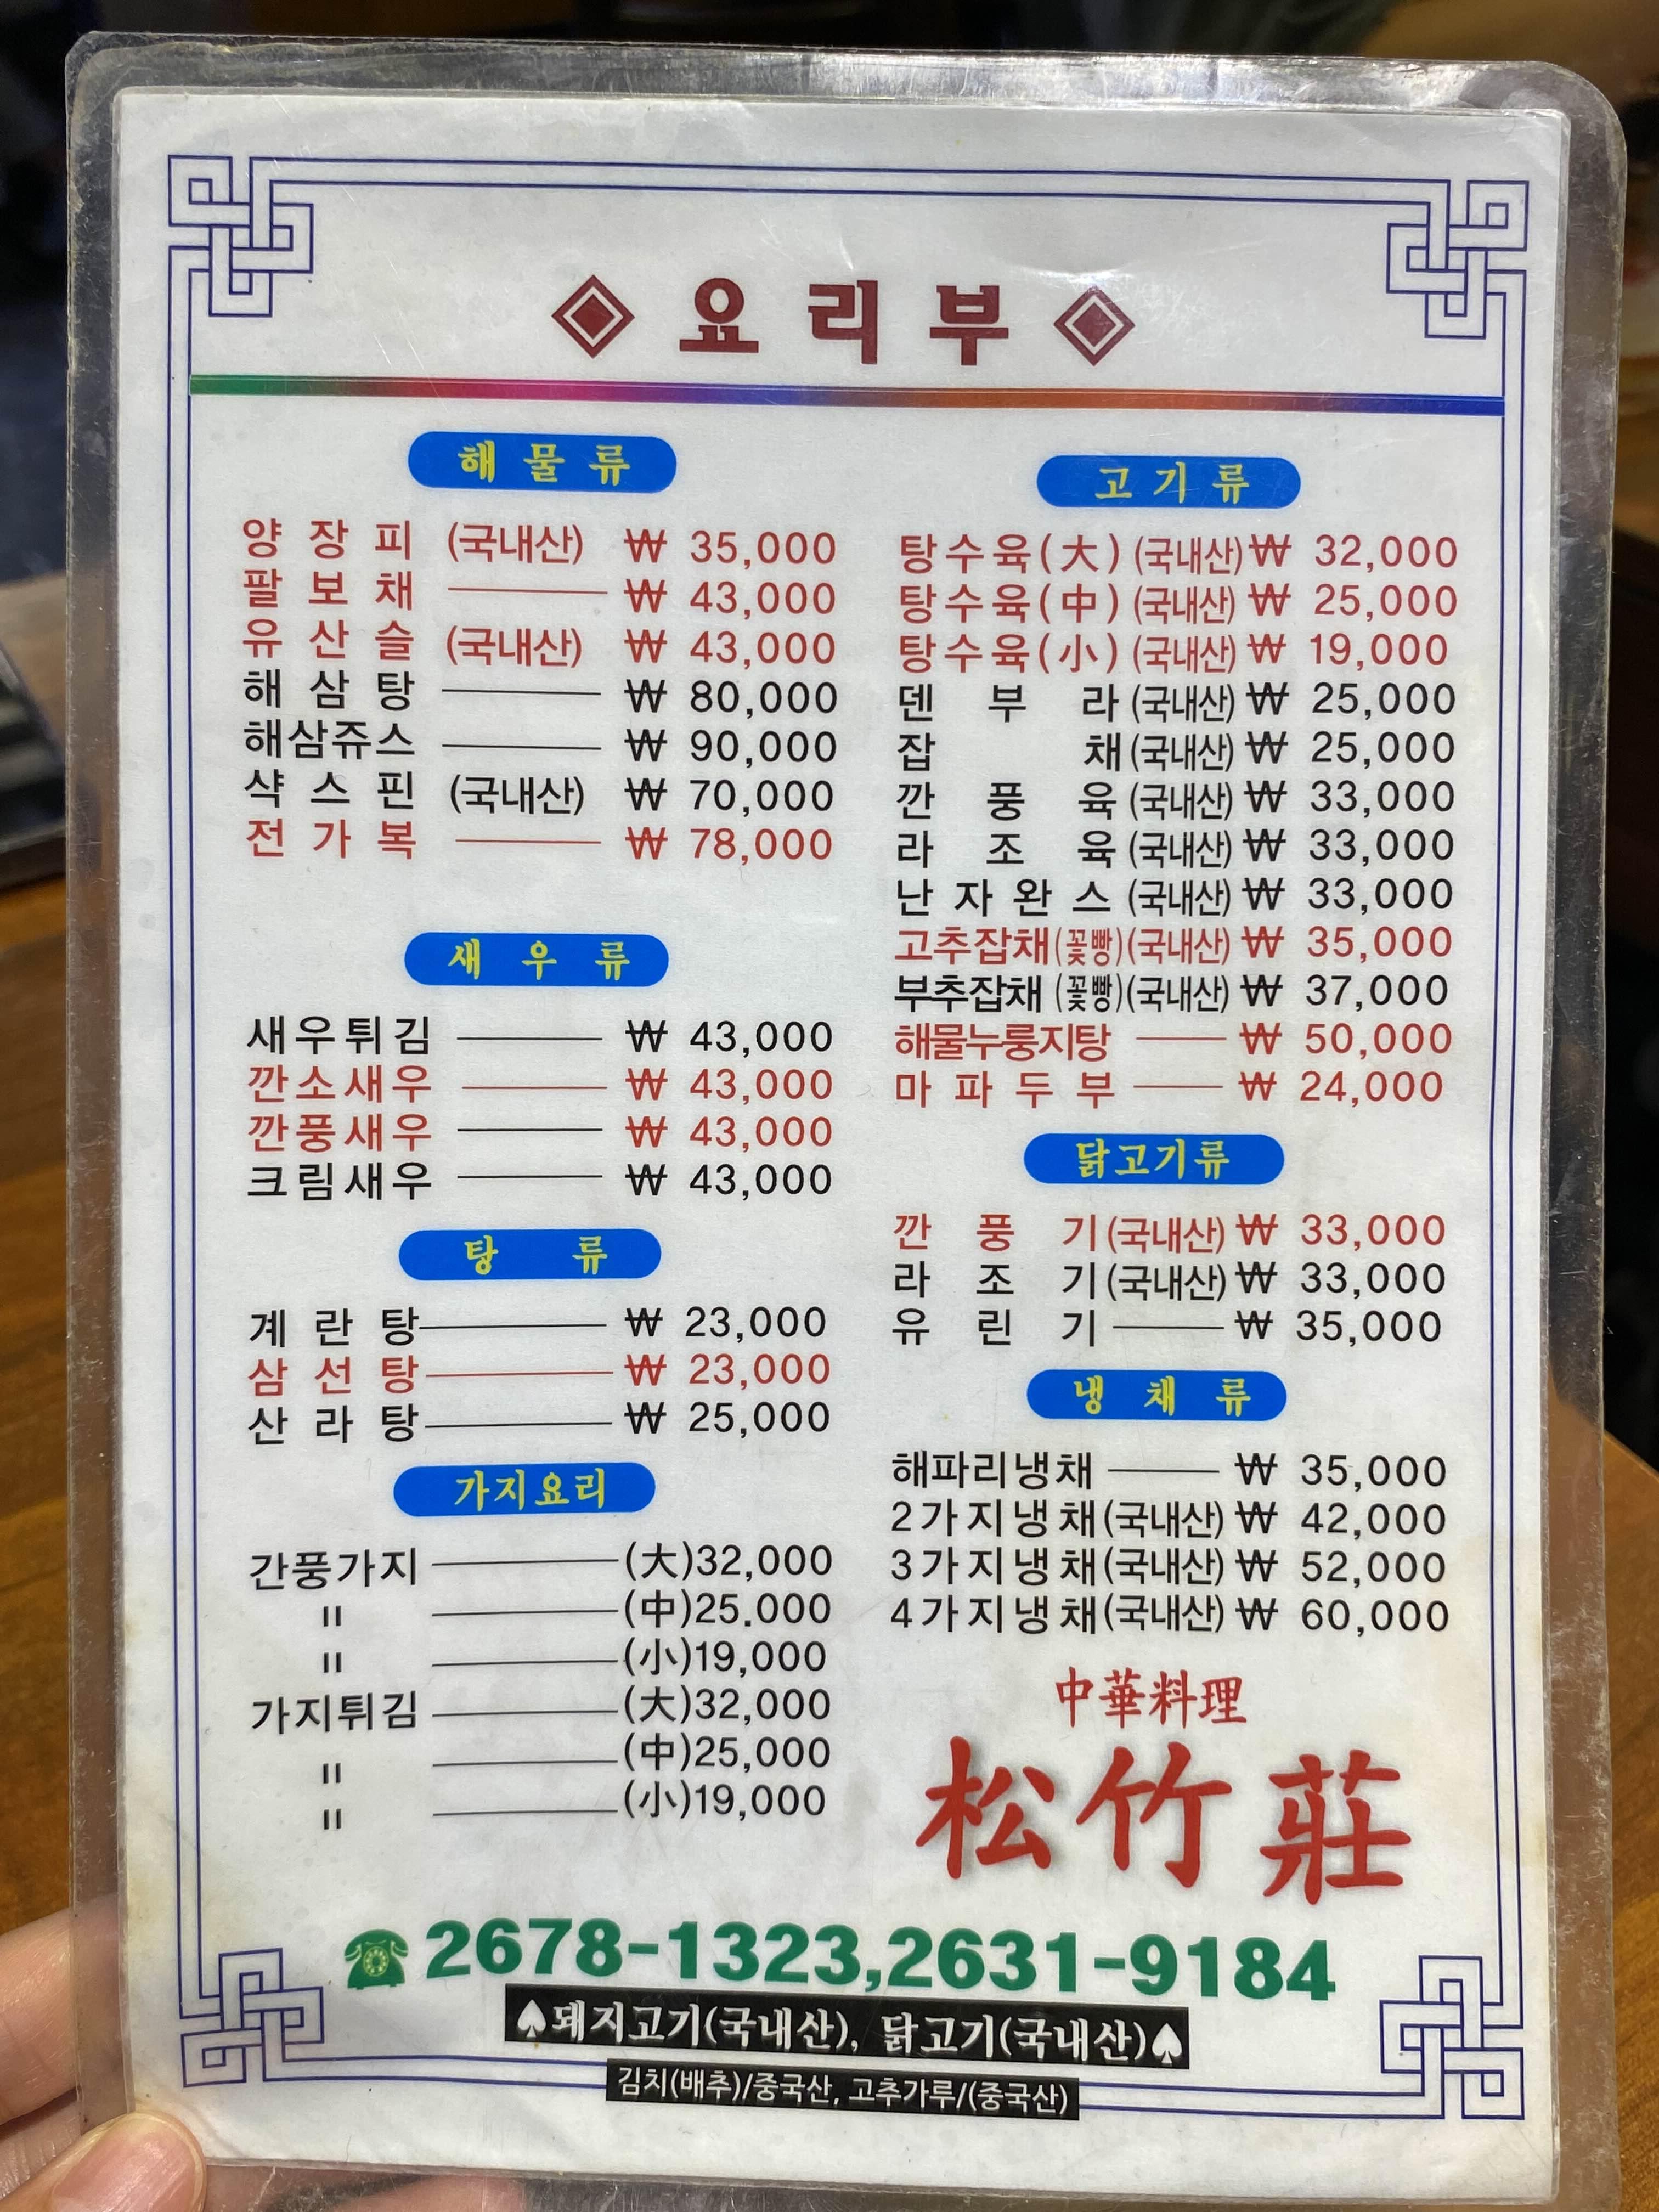 ◈ 요리부 ◈
해물류
양장피 (국내산) ₩ 35,000
팔보채 ₩ 43,000
유산슬 (국내산) ₩ 43,000
해삼탕 ₩ 80,000
해삼쥬스 ₩ 90,000
샥스핀 (국내산) ₩ 70,000
전가복 ₩ 78,000
새우류
새우튀김 ₩ 43,000
깐소새우 ₩ 43,000
깐풍새우 ₩ 43,000
크림새우 ₩ 43,000
탕류
계란탕 ₩ 23,000
삼선탕 ₩ 23,000
산라탕 ₩ 25,000
가지요리
간풍가지 (大)32,000
〃 (中)25.000
〃 (小)19,000
가지튀김 (大)32,000
〃 (中)25,000
〃 (小)19,000
고기류
탕수육(大) (국내산) ₩ 32,000
탕수육(中) (국내산) ₩ 25,000
탕수육(小) (국내산) ₩ 19,000
덴부라 (국내산) ₩ 25,000
잡채 (국내산) ₩ 25,000
깐풍육 (국내산) ₩ 33,000
라조육 (국내산) ₩ 33,000
난자완스 (국내산) ₩ 33,000
고추잡채(꽃빵)(국내산) ₩ 35,000
부추잡채(꽃빵)(국내산) ₩ 37,000
해물누룽지탕 ₩ 50,000
마파두부 ₩ 24,000
닭고기류
깐풍기(국내산) ₩ 33,000
라조기(국내산) ₩ 33,000
유린기 ₩ 35,000
냉채류
해파리냉채 ₩ 35,000
2가지냉채(국내산) ₩ 42,000
3가지냉채(국내산) ₩ 52,000
4가지냉채(국내산) ₩ 60,000
中華料理
松竹莊
☎2678-1323,2631-9184
♠돼지고기(국내산), 닭고기(국내산)♠
김치(배추)/중국산, 고추가루/(중국산)